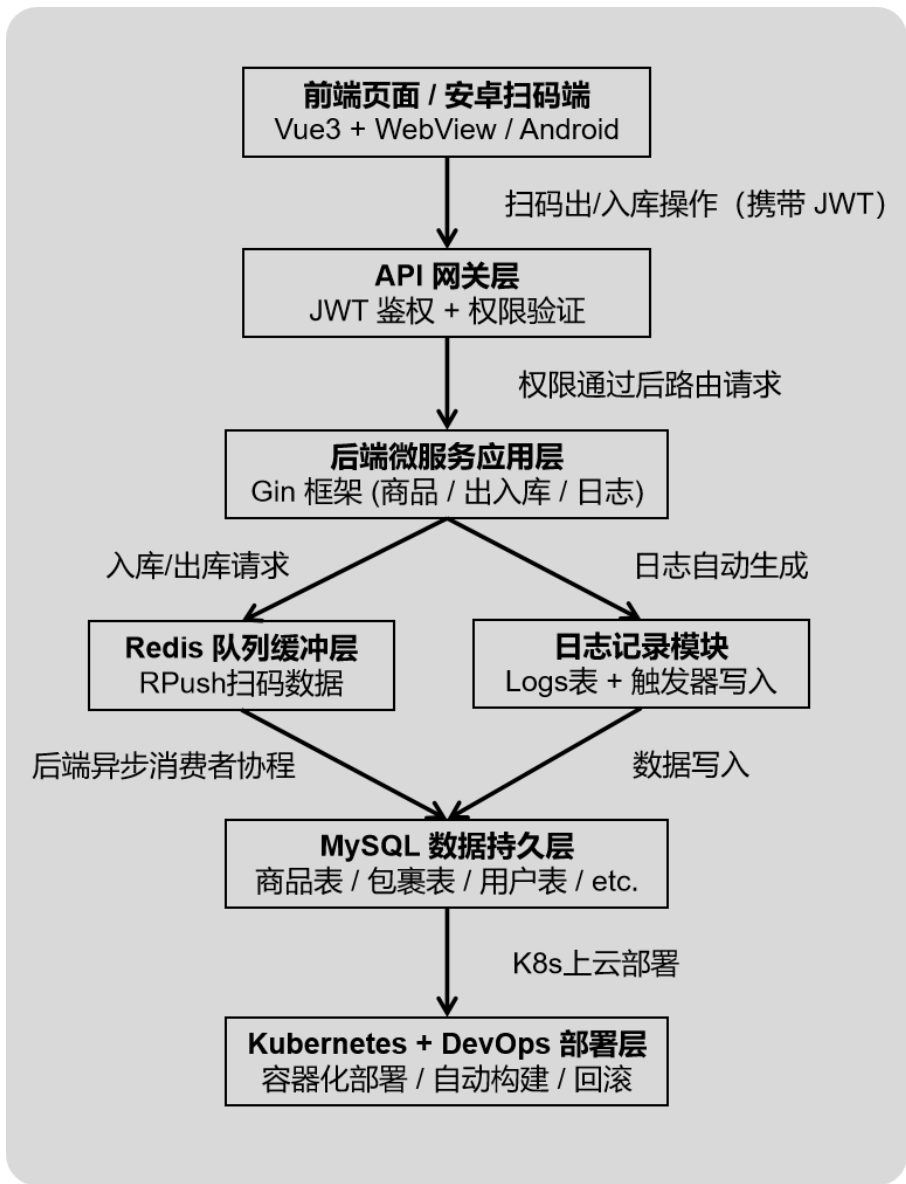 前端页面 / 安卓扫码端
Vue3 + WebView / Android
扫码出/入库操作（携带 JWT）
API 网关层
JWT 鉴权 + 权限验证
权限通过后路由请求
后端微服务应用层
Gin 框架 (商品 / 出入库 / 日志)
入库/出库请求
日志自动生成
Redis 队列缓冲层
RPush扫码数据
日志记录模块
Logs表 + 触发器写入
后端异步消费者协程
数据写入
MySQL 数据持久层
商品表 / 包裹表 / 用户表 / etc.
K8s上云部署
Kubernetes + DevOps 部署层
容器化部署 / 自动构建 / 回滚